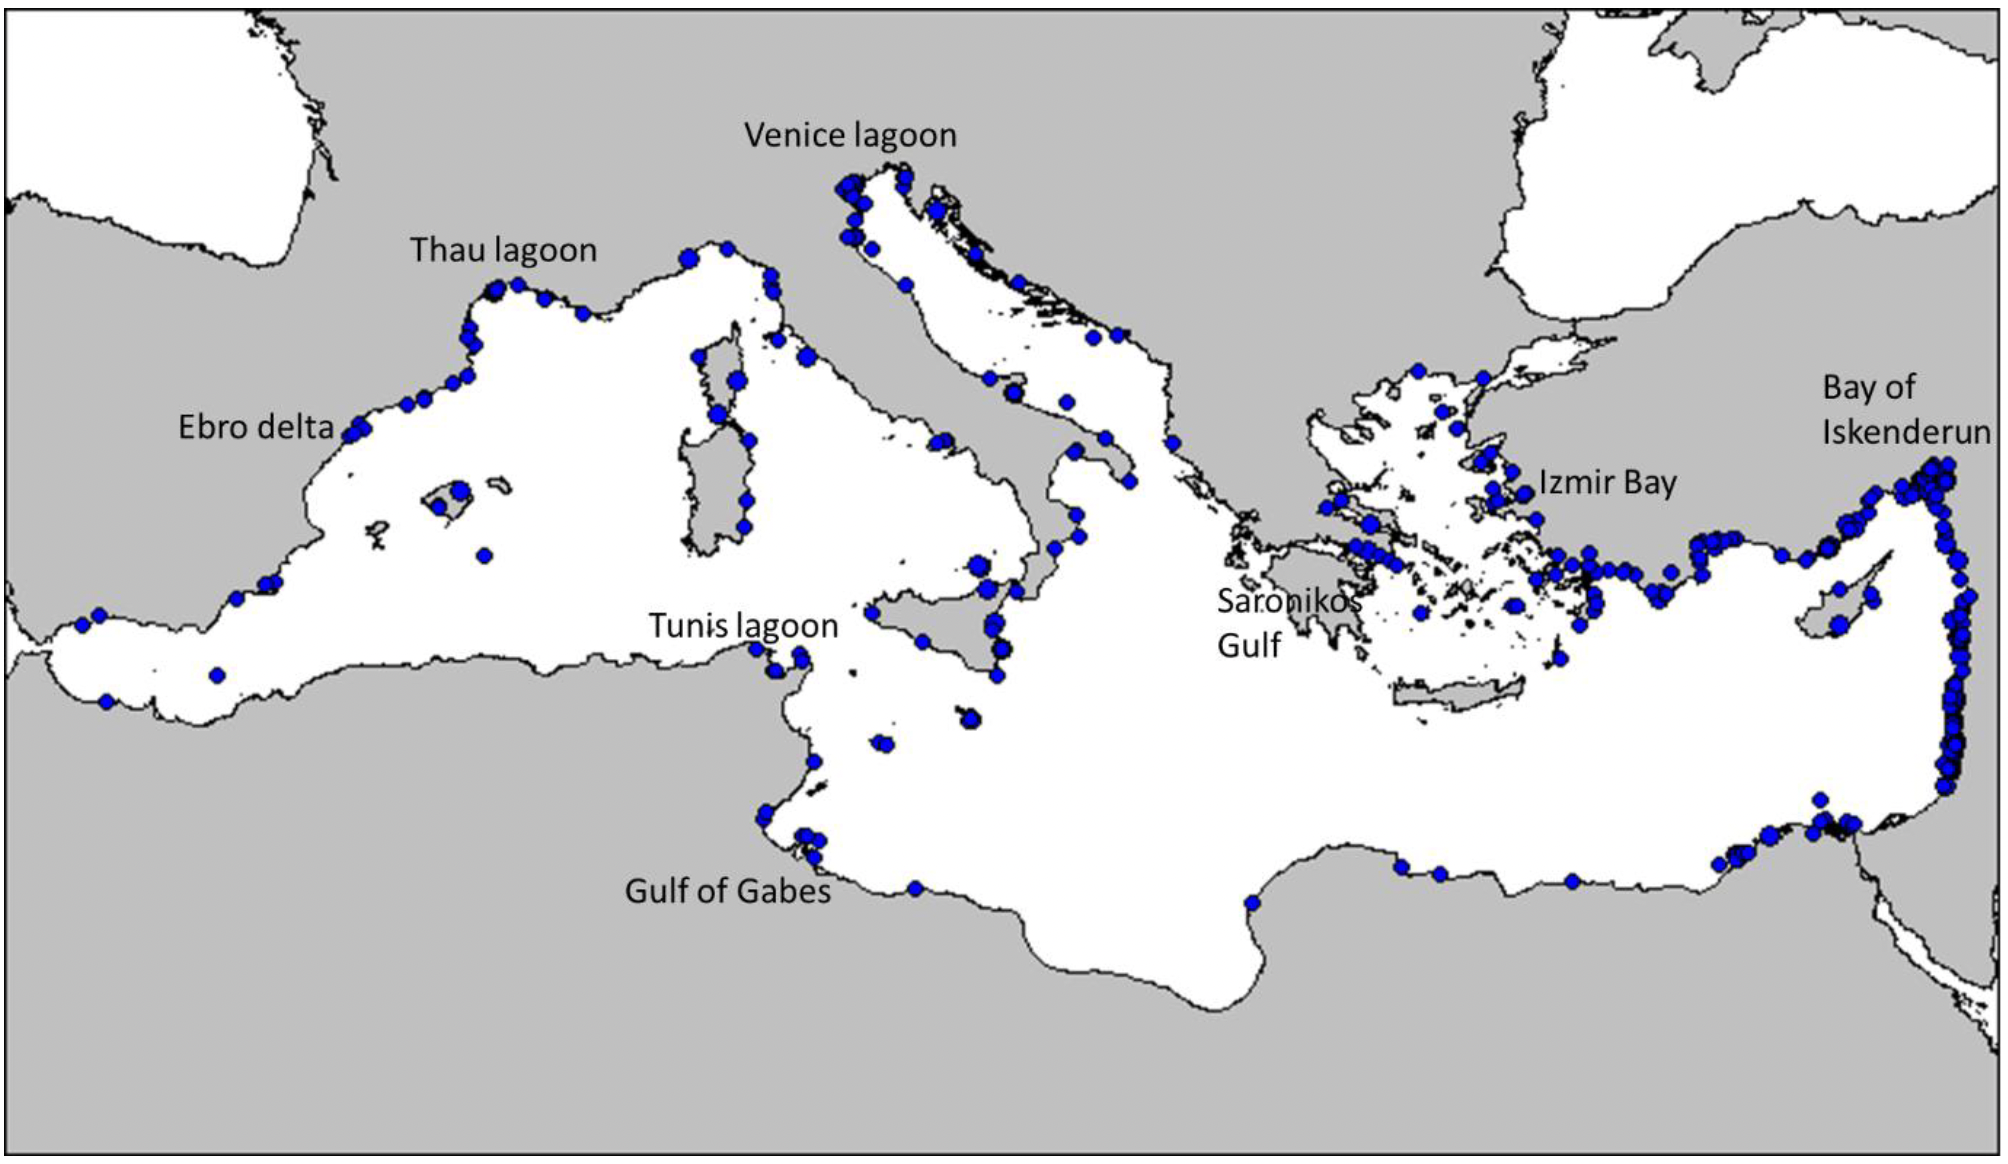 Venice lagoon
Thau lagoon
Bay of
Iskenderun
Ebro delta
Izmir Bay
Saronikos
Gulf
Tunis lagoon
Gulf of Gabes